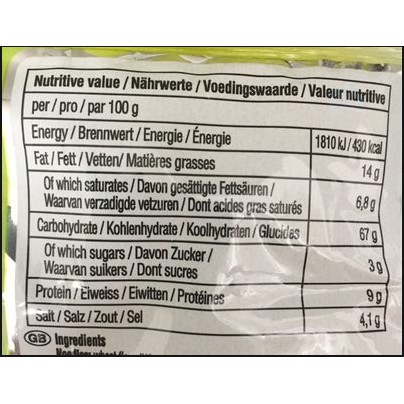 Nutritive value / Nährwerte / Voedingswaarde / Valeur nutritive
per / pro / par 100 g
Energy / Brennwert / Energie / Énergie 1810 kJ / 430 kcal
Fat / Fett / Vetten/ Matières grasses 14 g
Of which saturates / Davon gesättigte Fettsäuren /
Waarvan verzadigde vetzuren / Dont acides gras saturés 6,8 g
Carbohydrate / Kohlenhydrate / Koolhydraten / Glucides 67 g
Of which sugars / Davon Zucker /
Waarvan suikers / Dont sucres 3 g
Protein / Eiweiss / Eiwitten / Protéines 9 g
Salt / Salz / Zout / Sel 4,1 g
GB Ingredients